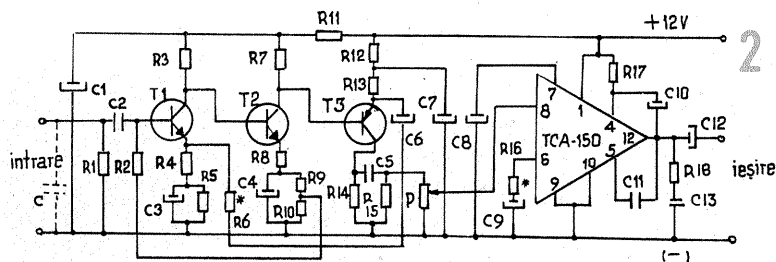 R11
+12V
2
R3
R7
R12
R17
C1
R13
7
1
4
C10
C2
T1
T2
T3
C7
C8
8
TCA-150
12
C12
C6
intrare
R1
R2
R4
R8
R16
6
5
ieșire
C5
10
R18
C
C3
R5
C4
R9
R14
R
15
P
*
9
C11
C13
*
R6
R10
C9
(-)